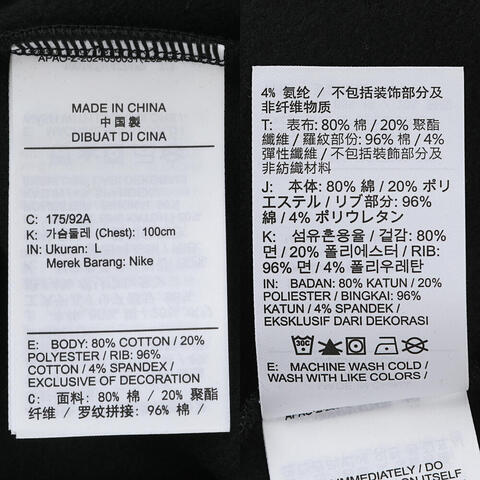 MADE IN CHINA
中国製
DIBUAT DI CINA
C: 175/92A
K: 가슴둘레 (Chest): 100cm
IN: Ukuran: L
Merek Barang: Nike
E: BODY: 80% COTTON / 20%
POLYESTER / RIB: 96%
COTTON / 4% SPANDEX /
EXCLUSIVE OF DECORATION
C: 面料: 80% 棉 / 20% 聚酯
纤维 / 罗纹拼接: 96% 棉 /
4% 氨纶 / 不包括装饰部分及
非纤维物质
T: 表布: 80% 棉 / 20% 聚酯
纖維 / 羅紋部份: 96% 棉 / 4%
彈性纖維 / 不包括裝飾部分及
非紡織材料
J: 本体: 80% 綿 / 20% ポリ
エステル / リブ部分: 96%
綿 / 4% ポリウレタン
K: 섬유혼용율 / 겉감: 80%
면 / 20% 폴리에스터 / RIB:
96% 면 / 4% 폴리우레탄
IN: BADAN: 80% KATUN / 20%
POLIESTER / BINGKAI: 96%
KATUN / 4% SPANDEK /
EKSKLUSIF DARI DEKORASI
30C
E: MACHINE WASH COLD /
WASH WITH LIKE COLORS /
IMMEDIATELY / DO